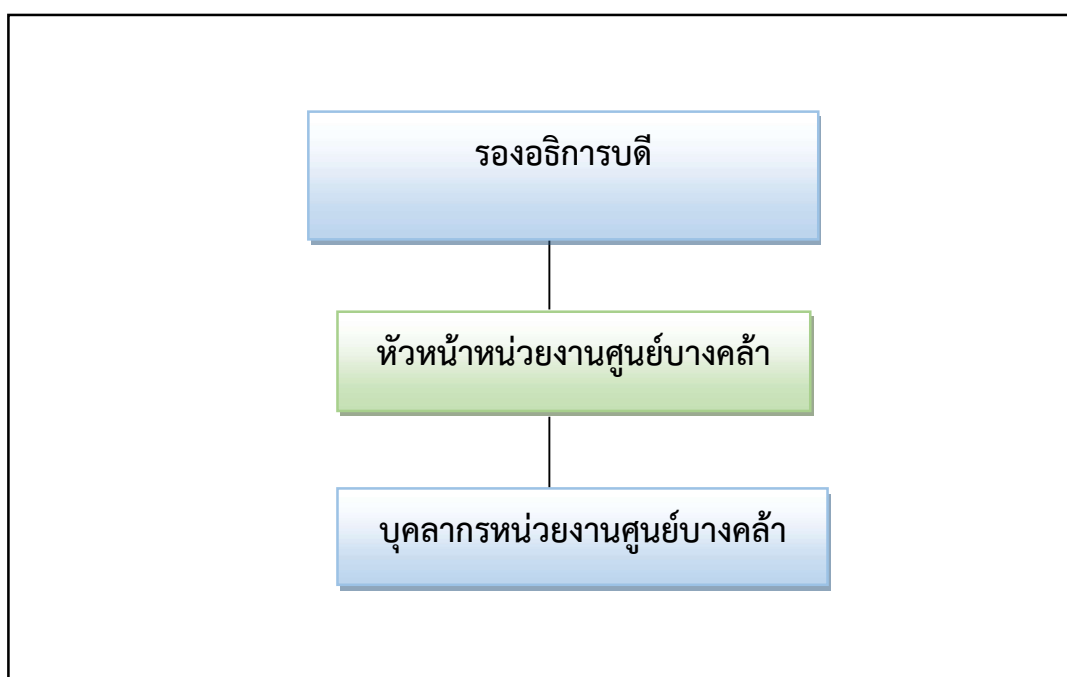 รองอธิการบดี
หัวหน้าหน่วยงานศูนย์บางคล้า
บุคลากรหน่วยงานศูนย์บางคล้า